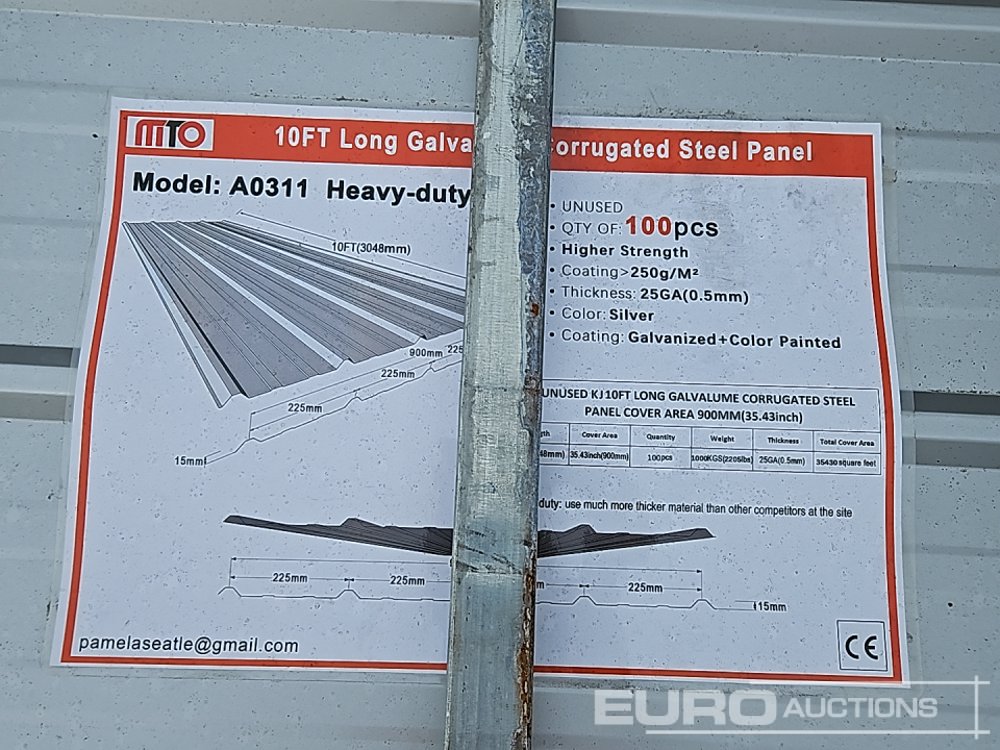 MTO
10FT Long Galva orrugated Steel Panel
Model: A0311 Heavy-duty
• UNUSED
• QTY OF: 100pcs
• Higher Strength
• Coating>250g/M²
• Thickness: 25GA(0.5mm)
• Color: Silver
• Coating: Galvanized+Color Painted
10FT(3048mm)
900mm
225
225mm
225mm
15mm
UNUSED KJ10FT LONG GALVALUME CORRUGATED STEEL
PANEL COVER AREA 900MM(35.43inch)
gth Cover Area Quantity Weight Thickness Total Cover Area
48mm) 35.43inch(900mm) 100pcs 1000KGS(2205lbs) 25GA(0.5mm) 35430 square feet
duty: use much more thicker material than other competitors at the site
225mm 225mm m 225mm
15mm
pamelaseatle@gmail.com
CE
EURO AUCTIONS